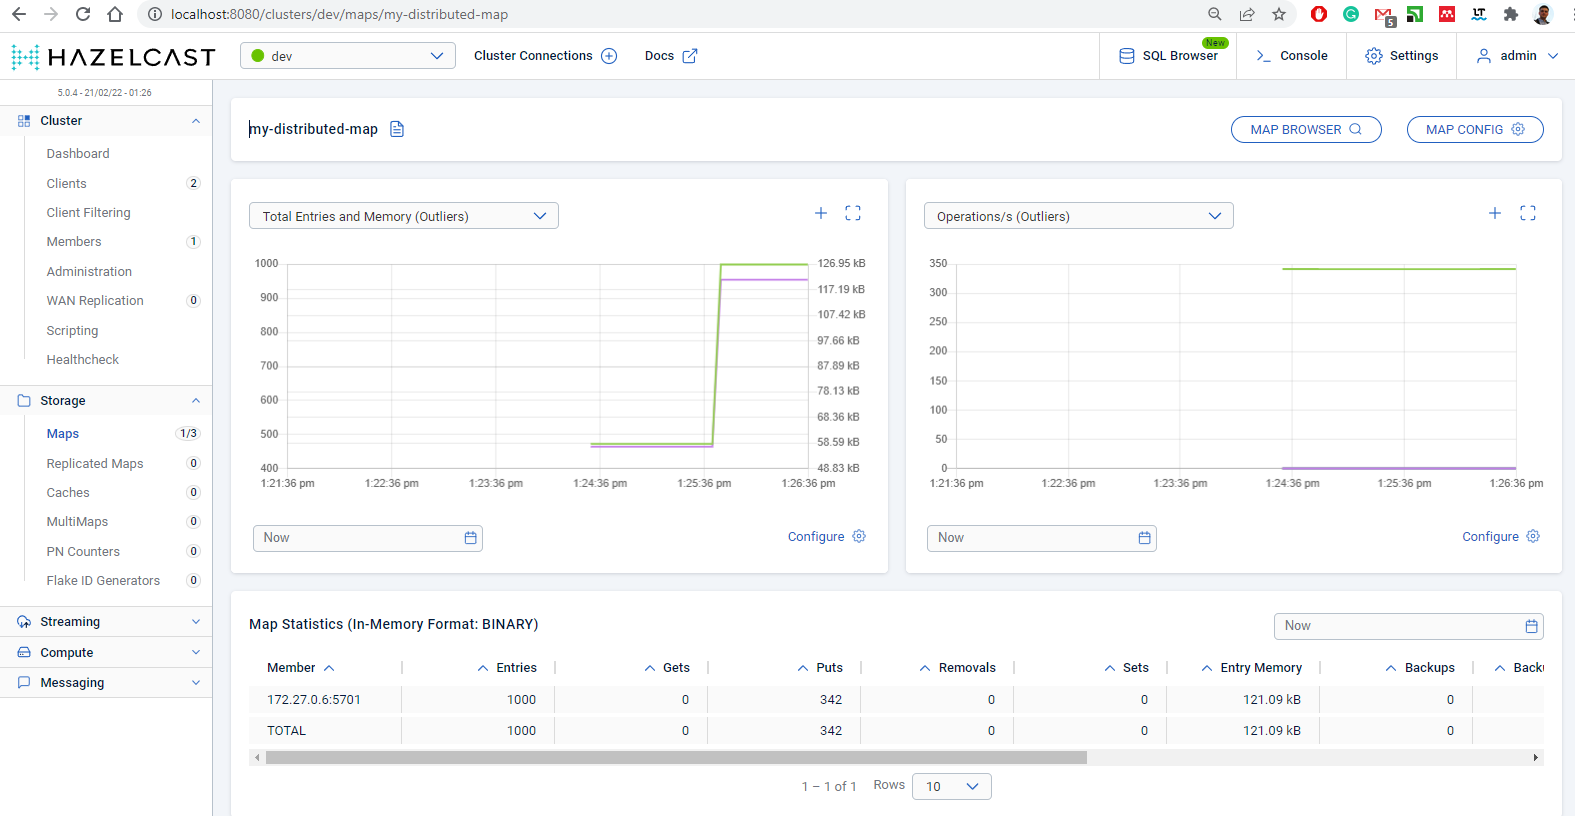 localhost:8080/clusters/dev/maps/my-distributed-map
5
HAZELCAST
dev
Cluster Connections
Docs
SQL Browser
New
Console
Settings
admin
5.0.4 - 21/02/22 - 01:26
Cluster
Dashboard
Clients 2
Client Filtering
Members 1
Administration
WAN Replication 0
Scripting
Healthcheck
Storage
Maps 1/3
Replicated Maps 0
Caches 0
MultiMaps 0
PN Counters 0
Flake ID Generators 0
Streaming
Compute
Messaging
my-distributed-map
MAP BROWSER
MAP CONFIG
Total Entries and Memory (Outliers)
1000 126.95 kB
900 117.19 kB
107.42 kB
800
97.66 kB
700 87.89 kB
78.13 kB
600
68.36 kB
500 58.59 kB
400 48.83 kB
1:21:36 pm 1:22:36 pm 1:23:36 pm 1:24:36 pm 1:25:36 pm 1:26:36 pm
Now
Configure
Operations/s (Outliers)
350
300
250
200
150
100
50
0
1:21:36 pm 1:22:36 pm 1:23:36 pm 1:24:36 pm 1:25:36 pm 1:26:36 pm
Now
Configure
Map Statistics (In-Memory Format: BINARY)
Now
Member Entries Gets Puts Removals Sets Entry Memory Backups Backu
172.27.0.6:5701 1000 0 342 0 0 121.09 kB 0
TOTAL 1000 0 342 0 0 121.09 kB 0
1 – 1 of 1 Rows 10